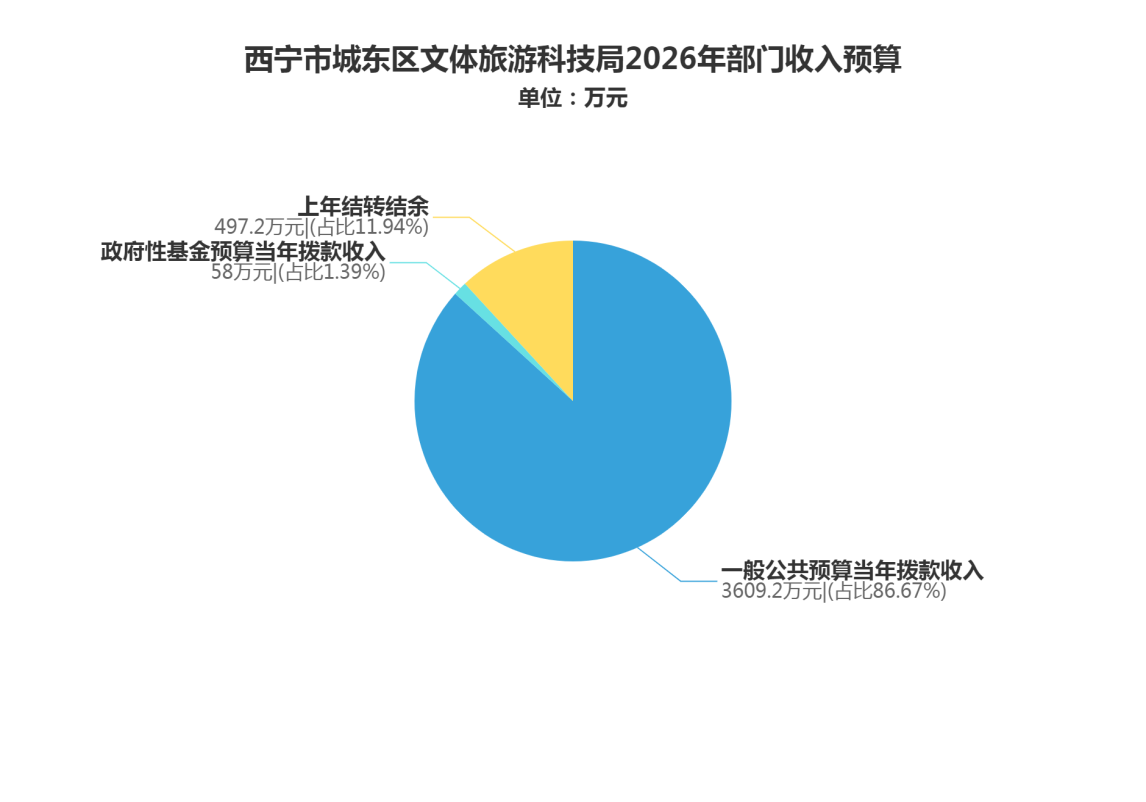 西宁市城东区文体旅游科技局2026年部门收入预算
单位：万元
上年结转结余
497.2万元|(占比11.94%)
政府性基金预算当年拨款收入
58万元|(占比1.39%)
一般公共预算当年拨款收入
3609.2万元|(占比86.67%)